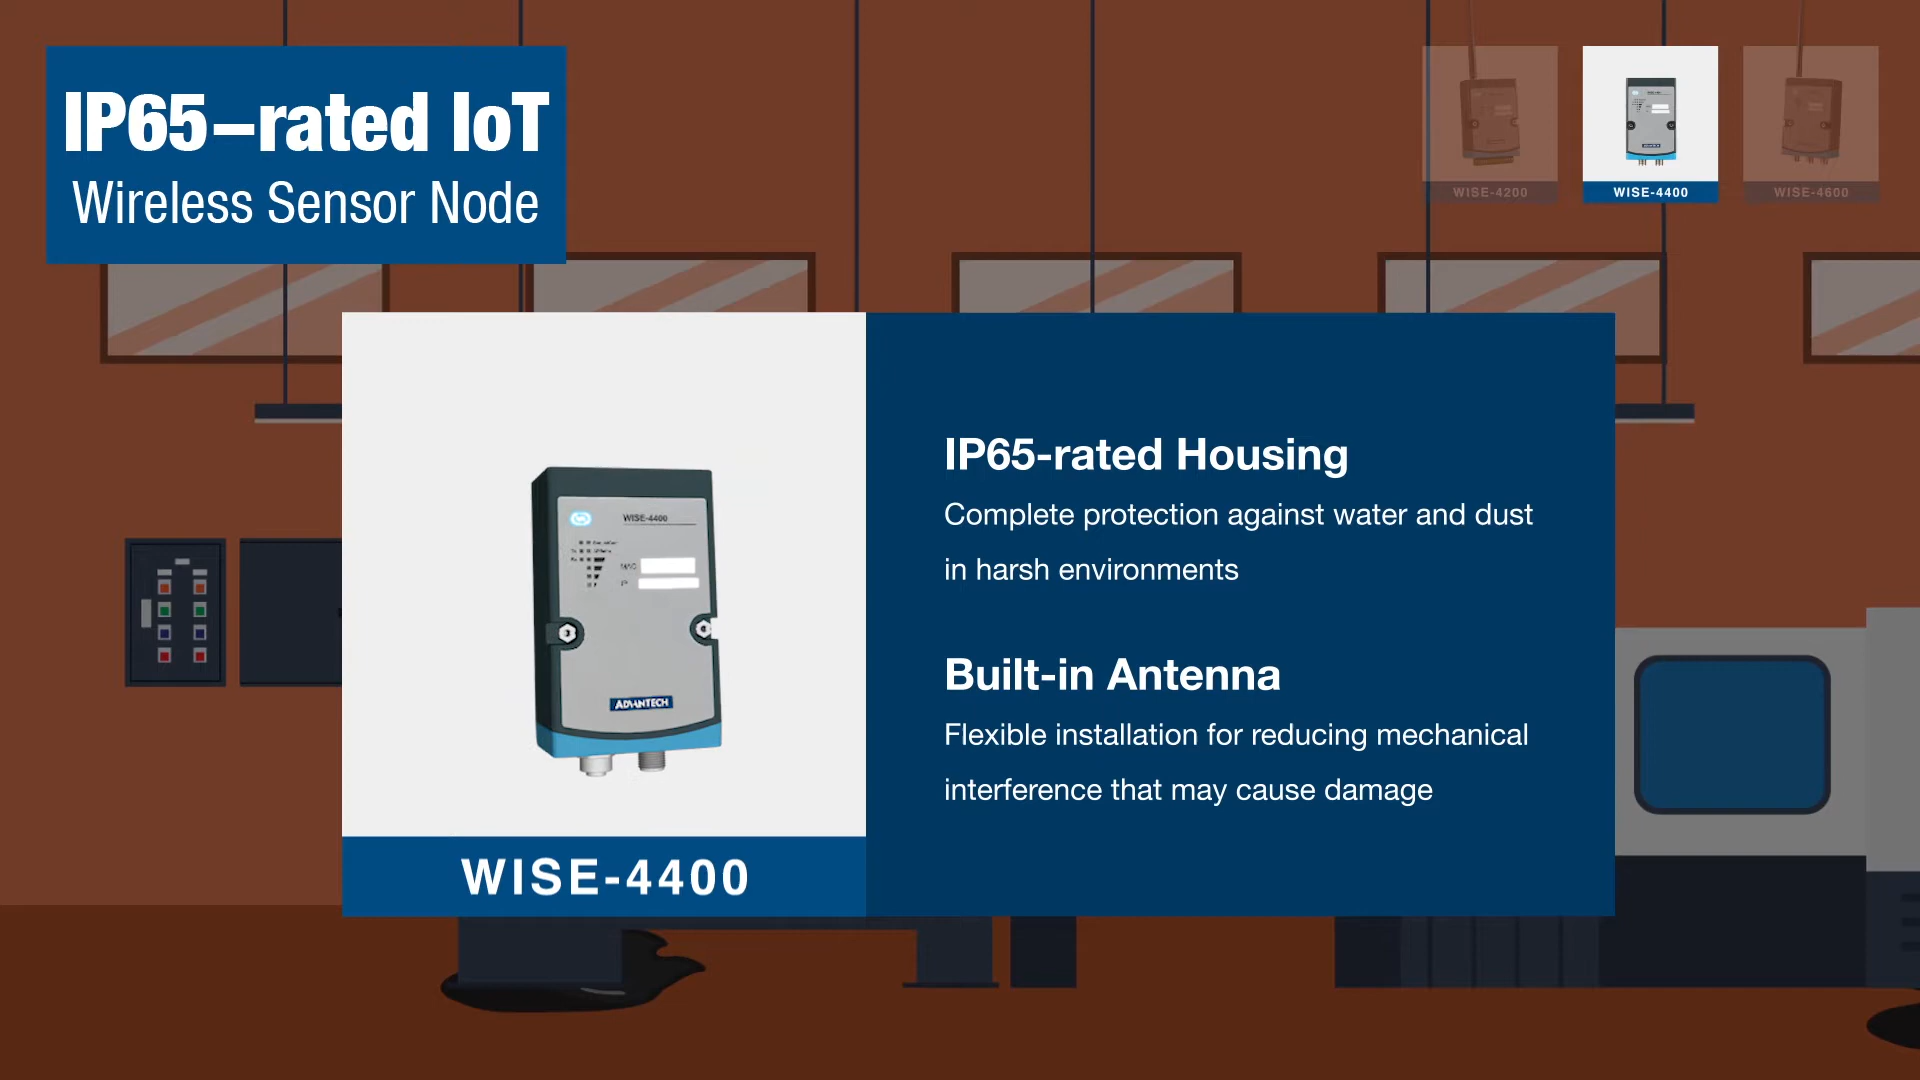 IP65–rated IoT
Wireless Sensor Node
WISE-4200
WISE-4400
WISE-4600
WISE-4400
MAC
IP
ADVANTECH
WISE-4400
IP65-rated Housing
Complete protection against water and dust
in harsh environments
Built-in Antenna
Flexible installation for reducing mechanical
interference that may cause damage